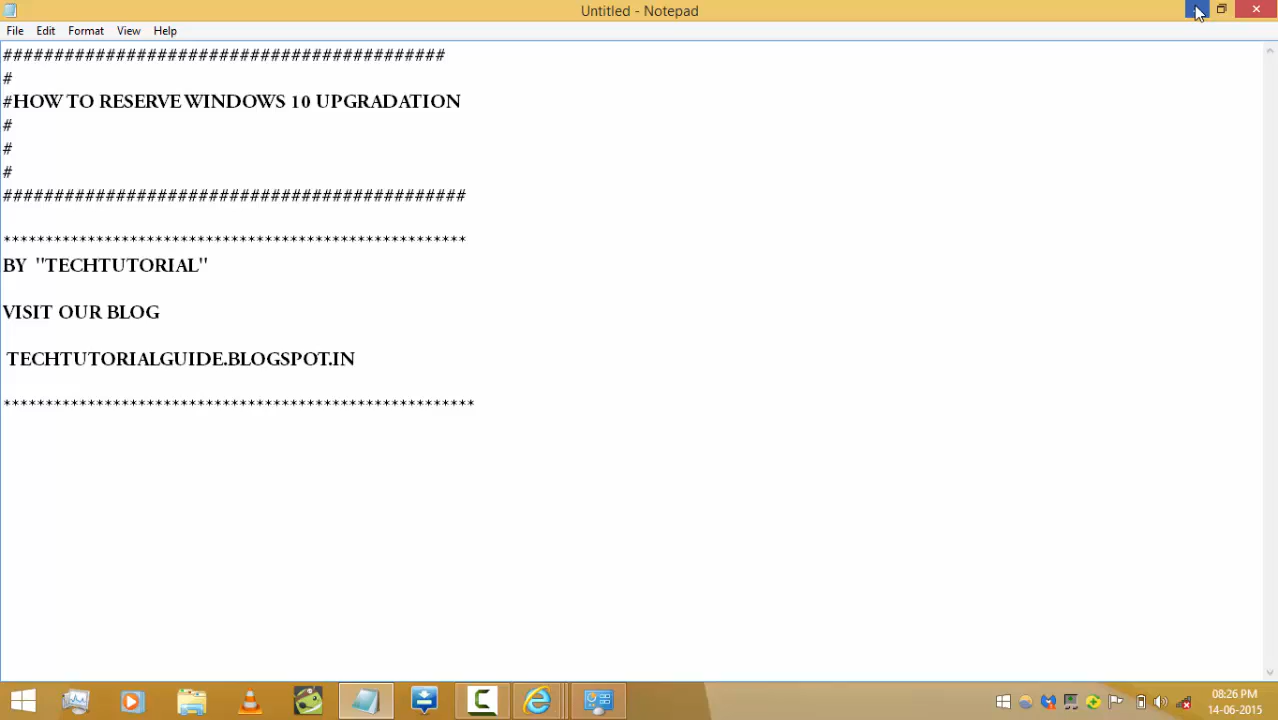 Untitled - Notepad
File Edit Format View Help
###########################################
#
#HOW TO RESERVE WINDOWS 10 UPGRADATION
#
#
#
#############################################
*******************************************************
BY "TECHTUTORIAL"
VISIT OUR BLOG
TECHTUTORIALGUIDE.BLOGSPOT.IN
********************************************************
08:26 PM
14-06-2015